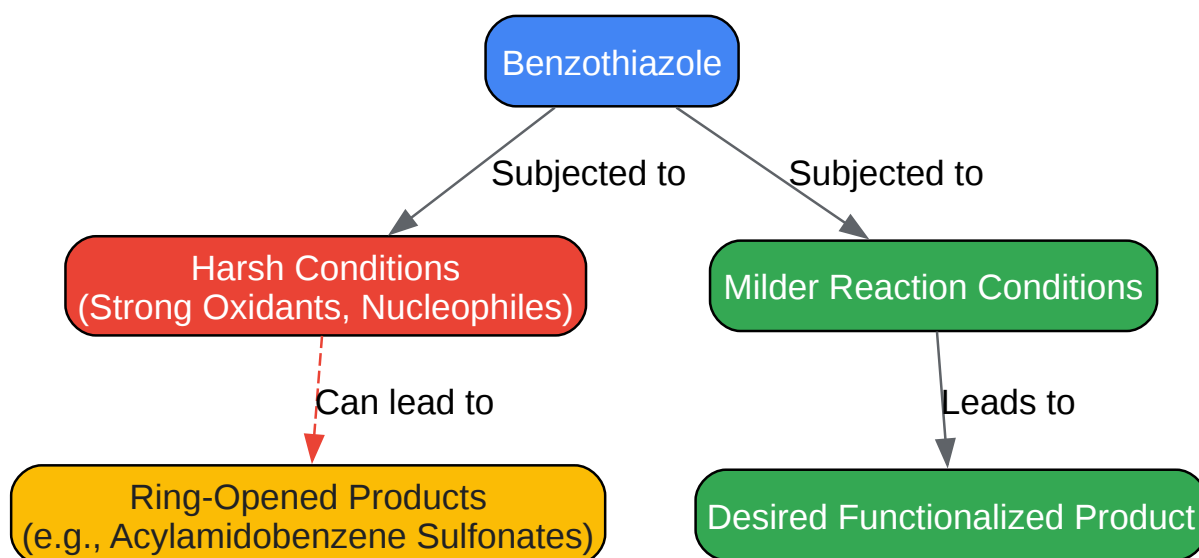 Benzothiazole
Subjected to
Subjected to
Harsh Conditions
(Strong Oxidants, Nucleophiles)
Milder Reaction Conditions
Can lead to
Leads to
Ring-Opened Products
(e.g., Acylamidobenzene Sulfonates)
Desired Functionalized Product